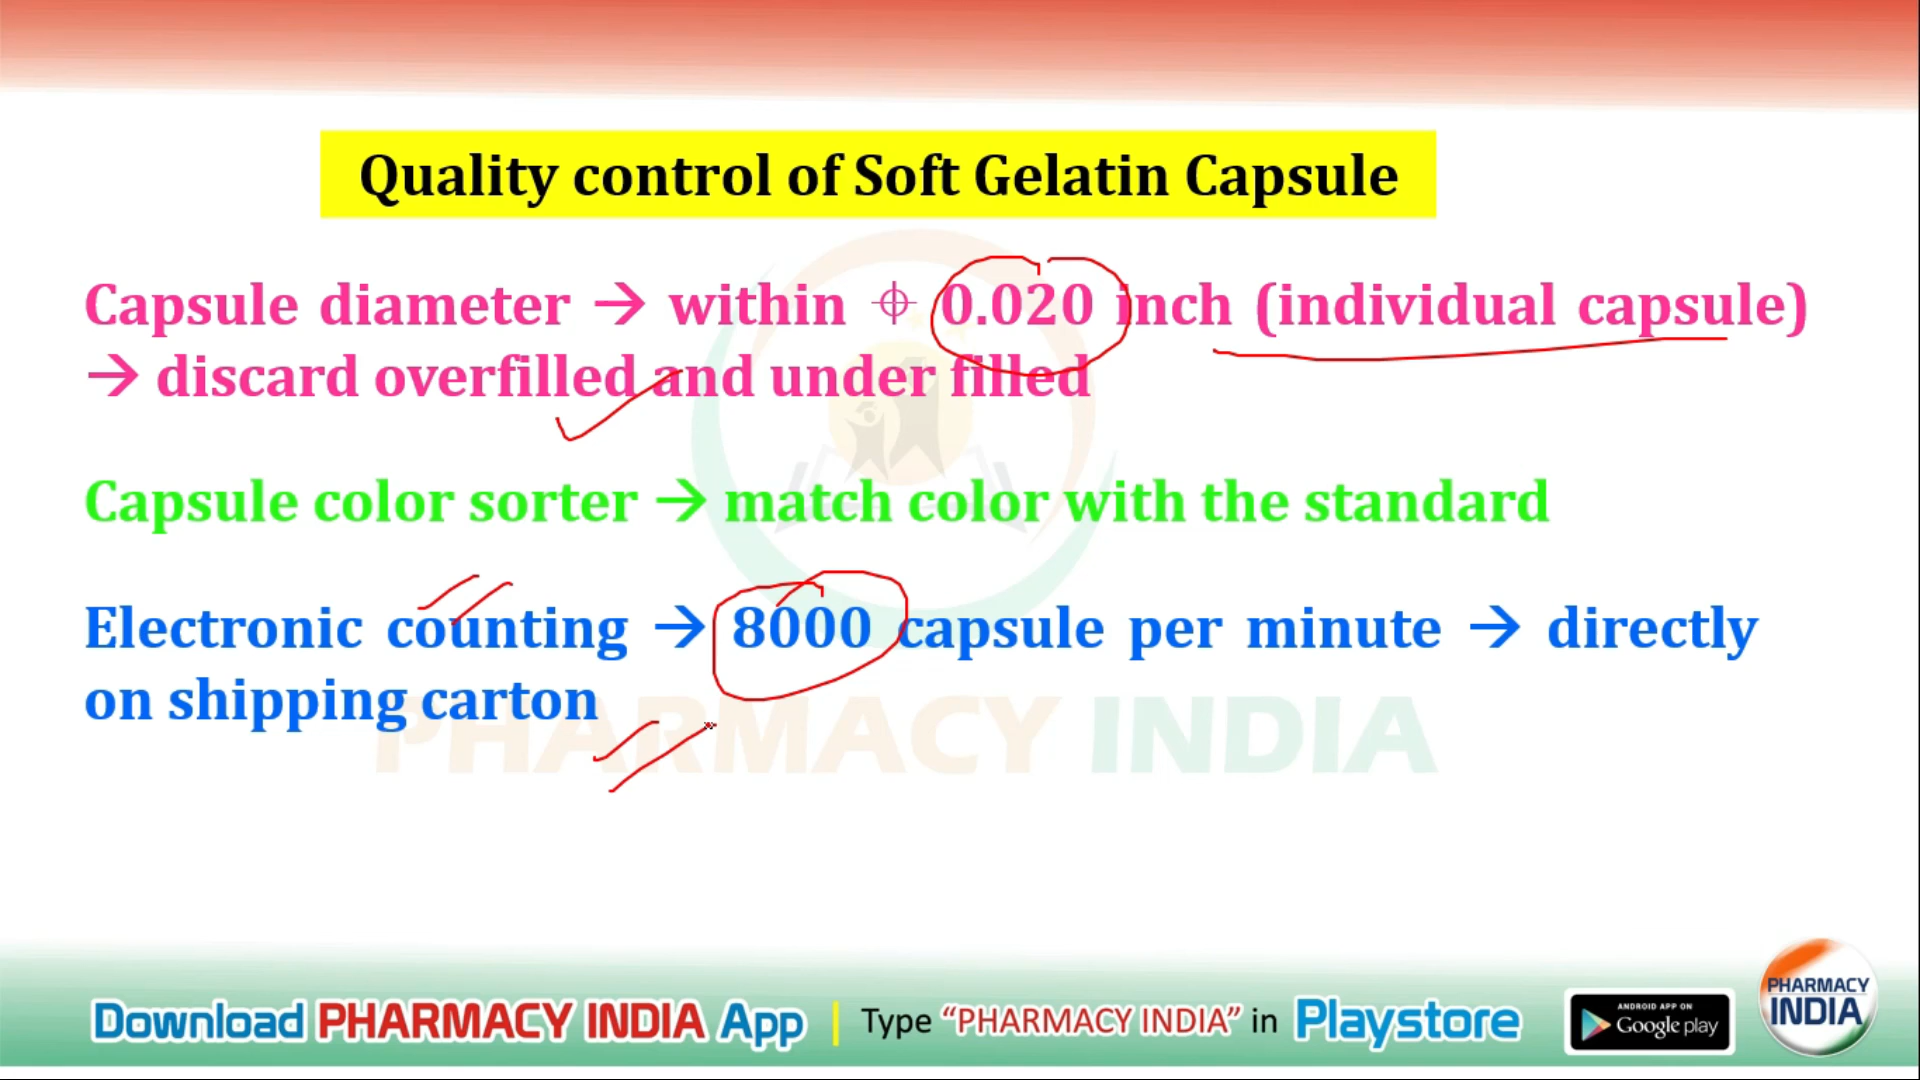 Quality control of Soft Gelatin Capsule
Capsule diameter → within ⌽ 0.020 inch (individual capsule)
→ discard overfilled and under filled
Capsule color sorter → match color with the standard
Electronic counting → 8000 capsule per minute → directly
on shipping carton
PHARMACY INDIA
Download PHARMACY INDIA App | Type “PHARMACY INDIA” in Playstore
ANDROID APP ON
Google play
PHARMACY
INDIA